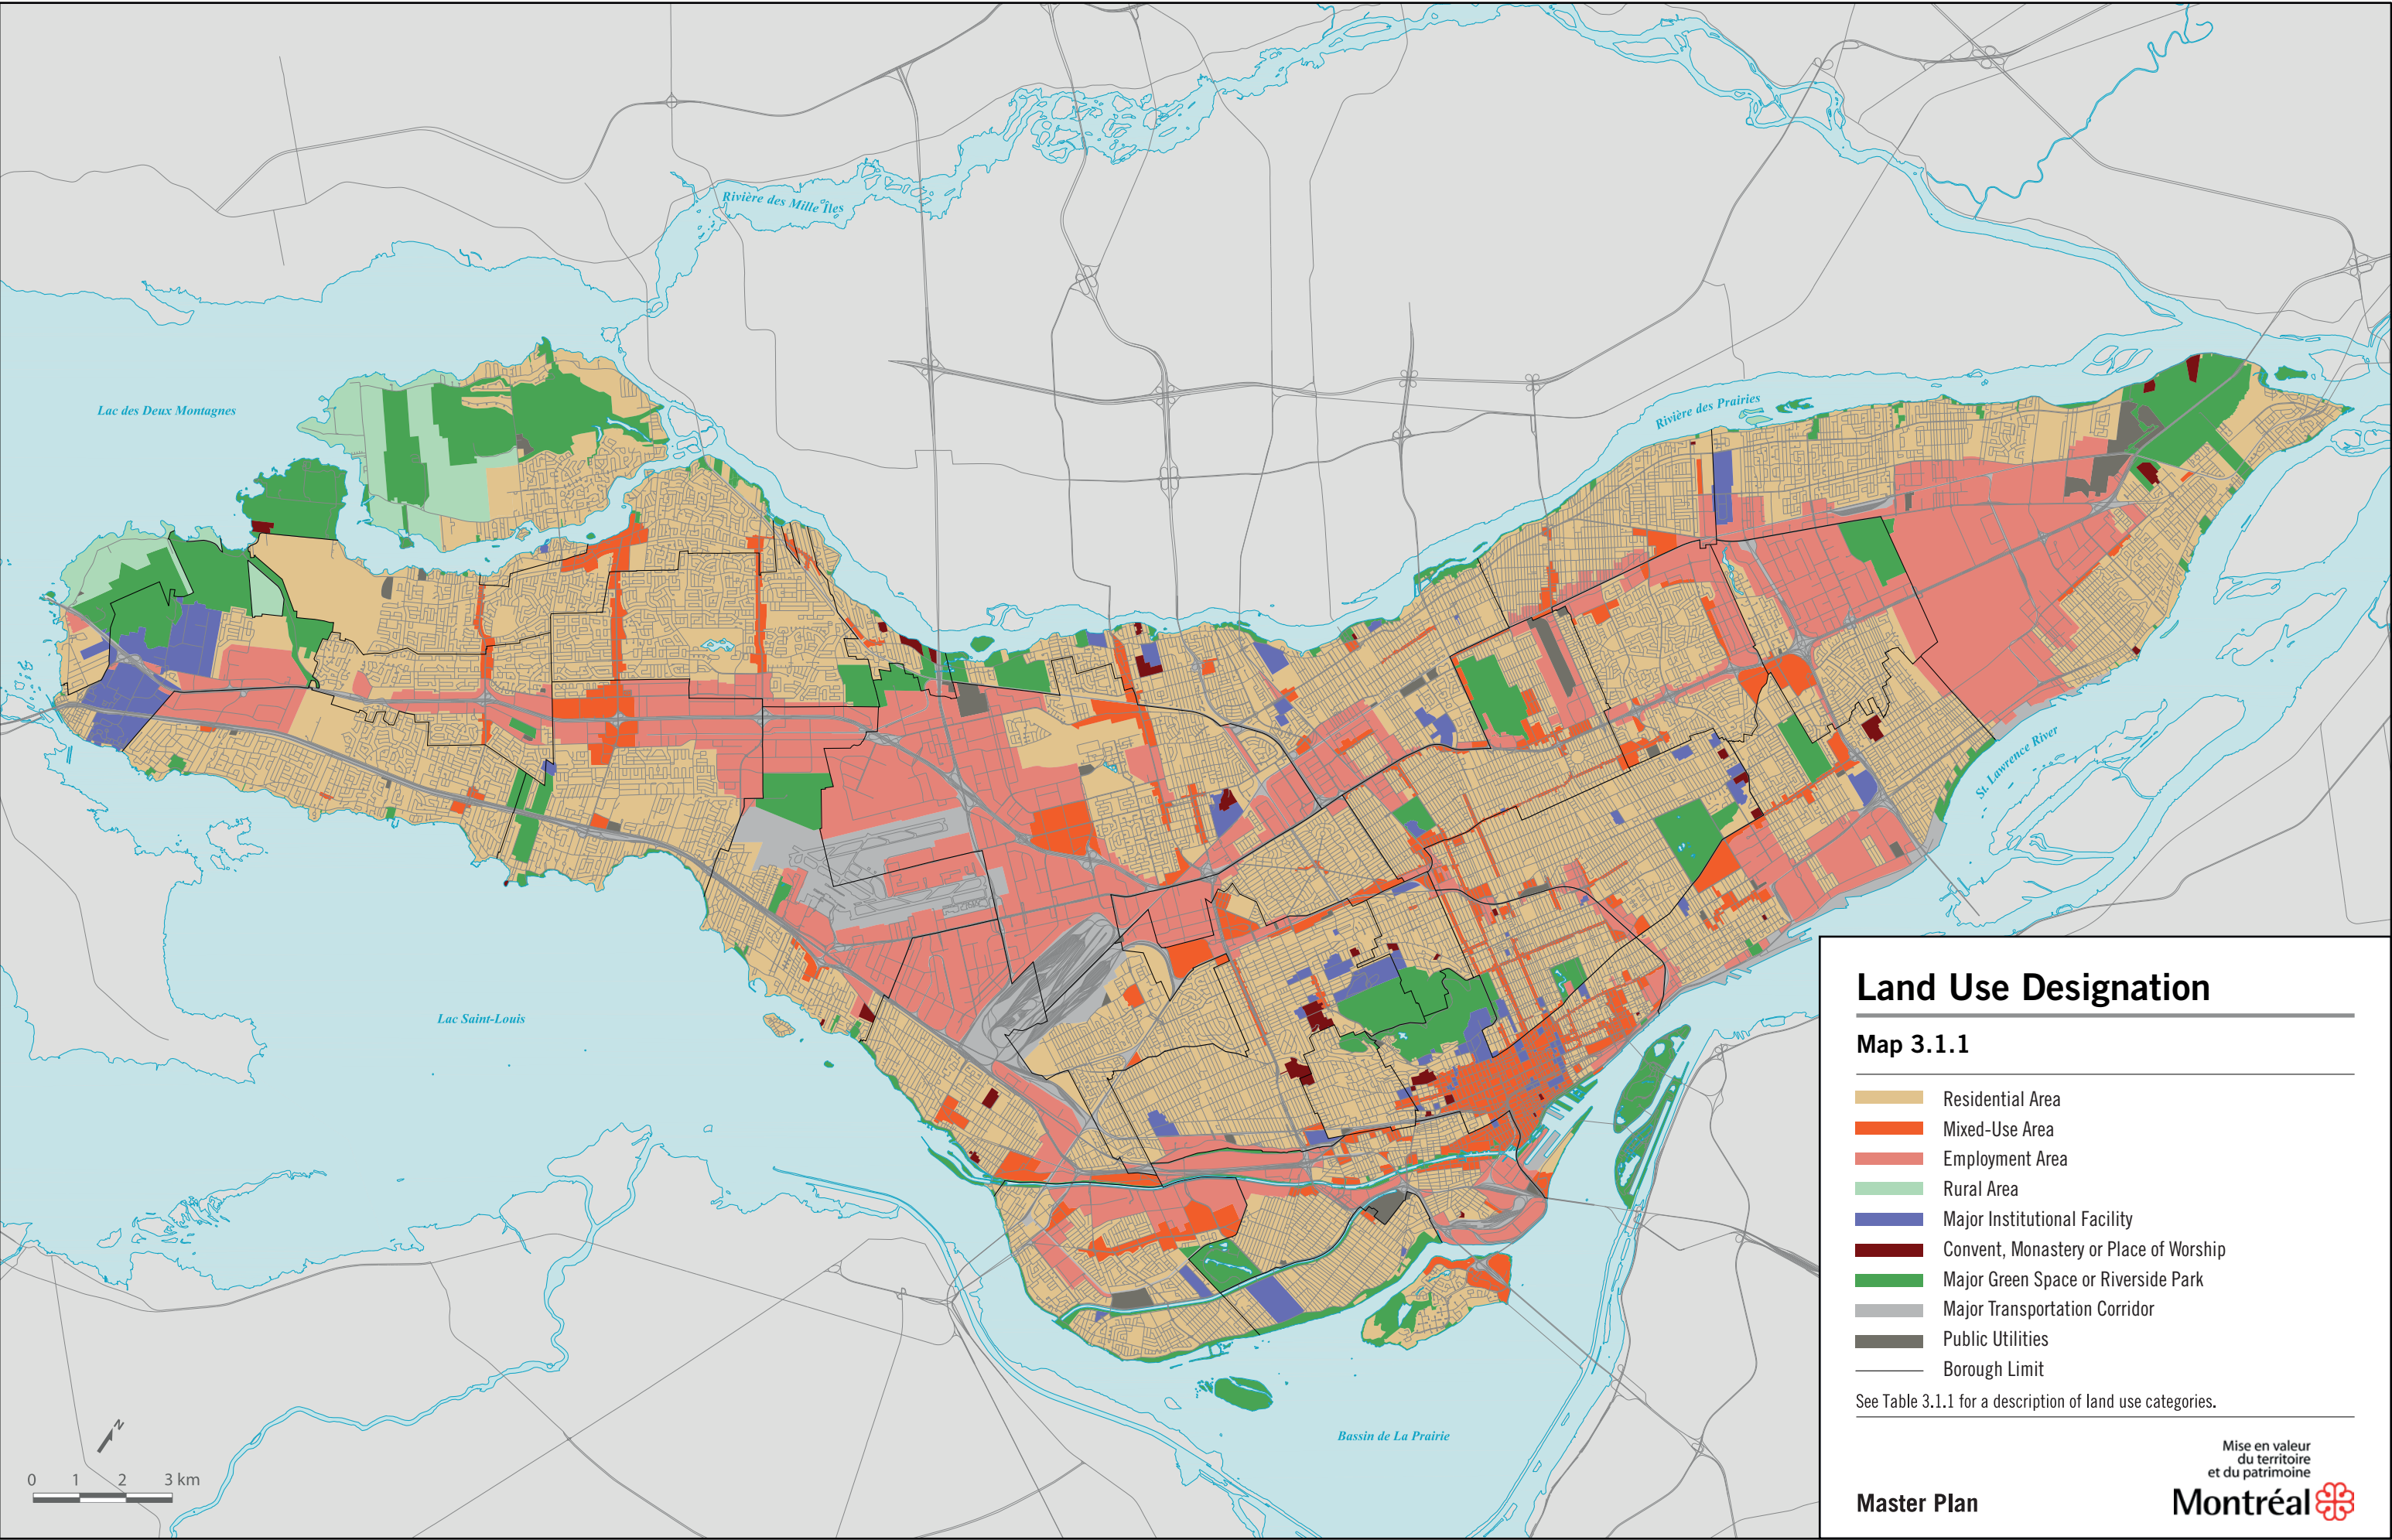 Rivière des Mille Îles
Lac des Deux Montagnes
Rivière des Prairies
St. Lawrence River
Lac Saint-Louis
Bassin de La Prairie
N
0 1 2 3 km
Land Use Designation
Map 3.1.1
Residential Area
Mixed-Use Area
Employment Area
Rural Area
Major Institutional Facility
Convent, Monastery or Place of Worship
Major Green Space or Riverside Park
Major Transportation Corridor
Public Utilities
Borough Limit
See Table 3.1.1 for a description of land use categories.
Mise en valeur
du territoire
et du patrimoine
Master Plan
Montréal